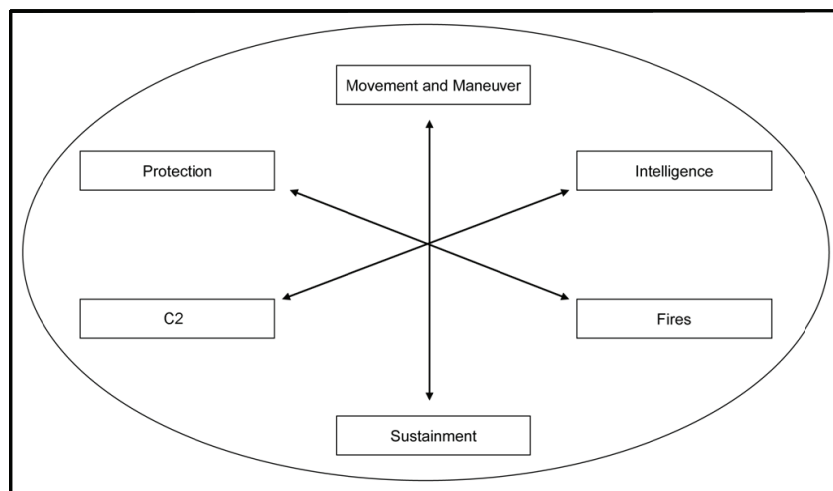 Movement and Maneuver
Protection
Intelligence
C2
Fires
Sustainment